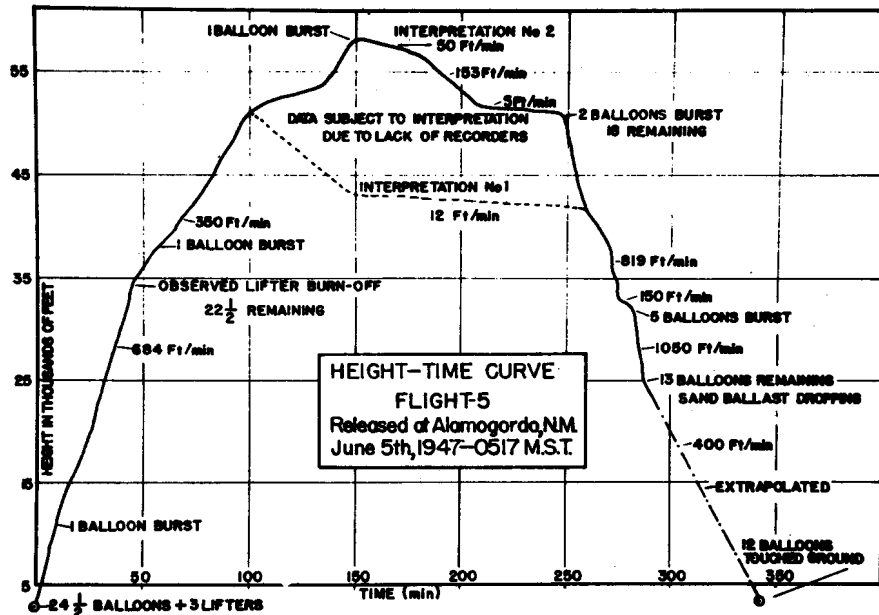 1 BALLOON BURST
INTERPRETATION No 2
50 Ft/min
153 Ft/min
5Ft/min
DATA SUBJECT TO INTERPRETATION
DUE TO LACK OF RECORDERS
2 BALLOONS BURST
18 REMAINING
INTERPRETATION No 1
12 Ft/min
350 Ft/min
1 BALLOON BURST
OBSERVED LIFTER BURN-OFF
22 1/2 REMAINING
684 Ft/min
819 Ft/min
150 Ft/min
5 BALLOONS BURST
1050 Ft/min
13 BALLOONS REMAINING
SAND BALLAST DROPPING
400 Ft/min
EXTRAPOLATED
12 BALLOONS
TOUCHED GROUND
1 BALLOON BURST
24 1/2 BALLOONS + 3 LIFTERS
HEIGHT-TIME CURVE
FLIGHT-5
Released at Alamogordo, N.M.
June 5th, 1947-0517 M.S.T.
HEIGHT IN THOUSANDS OF FEET
55
45
35
25
15
5
50
100
150
200
250
300
350
TIME (min)